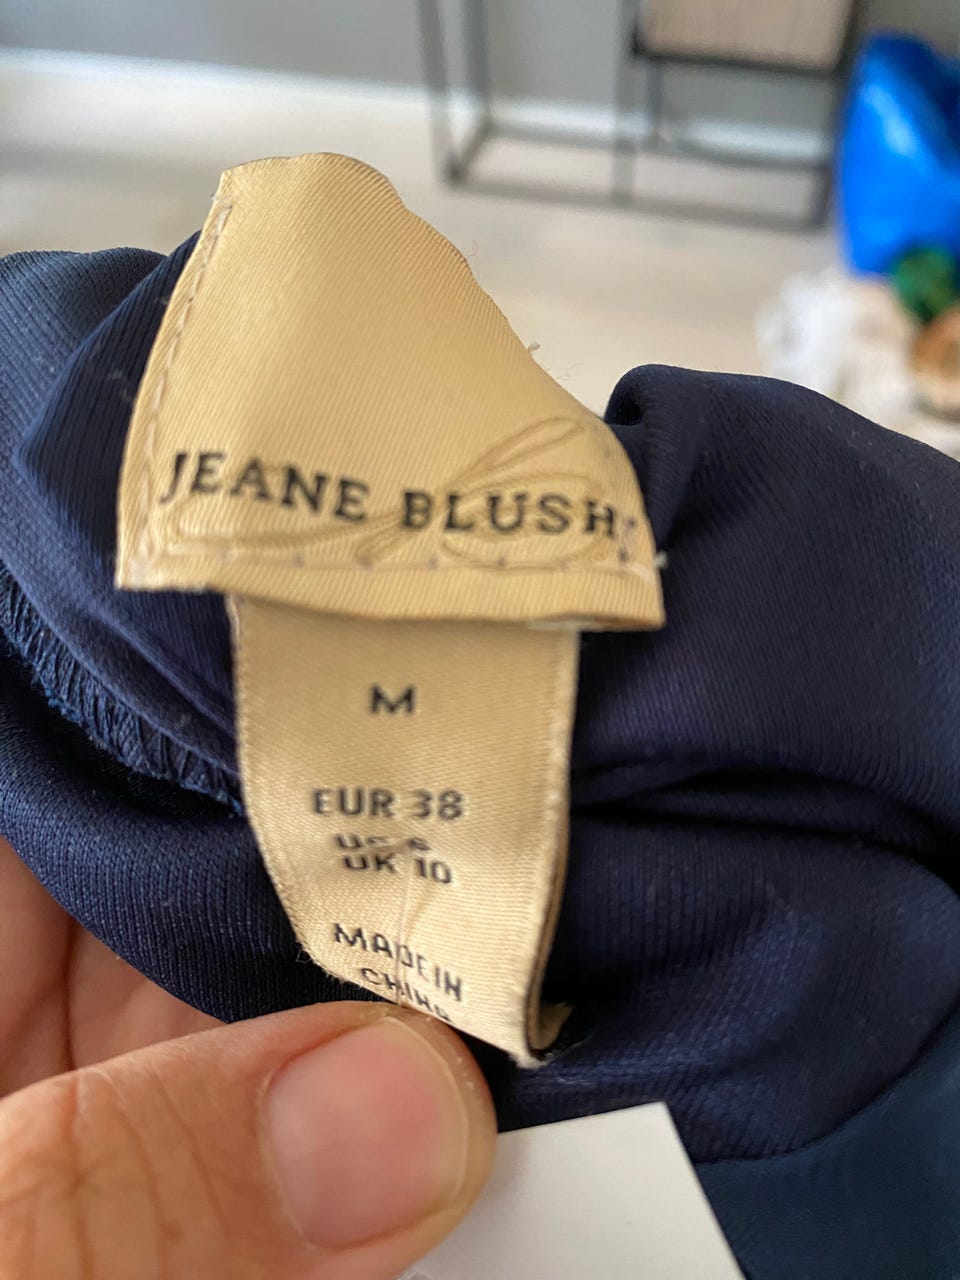 JEANE BLUSH
M
EUR 38
US 6
UK 10
MADE IN
CHINA